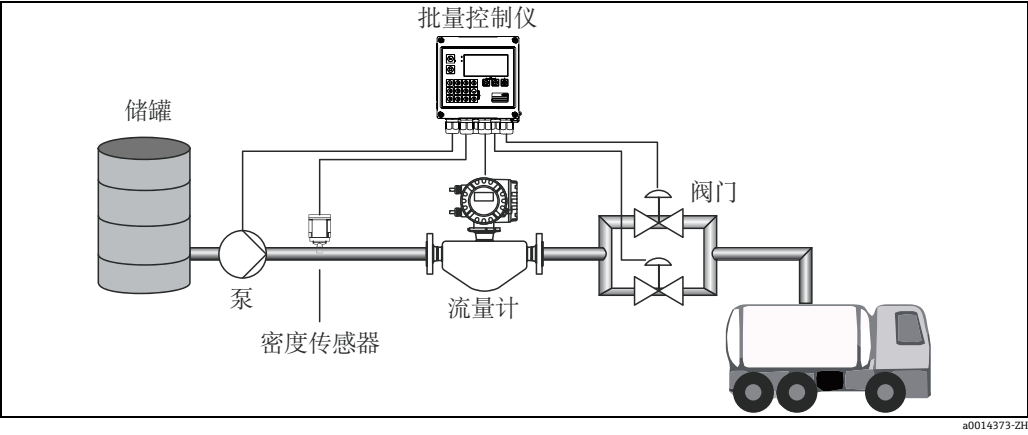 批量控制仪
储罐
阀门
泵
流量计
密度传感器
a0014373-ZH